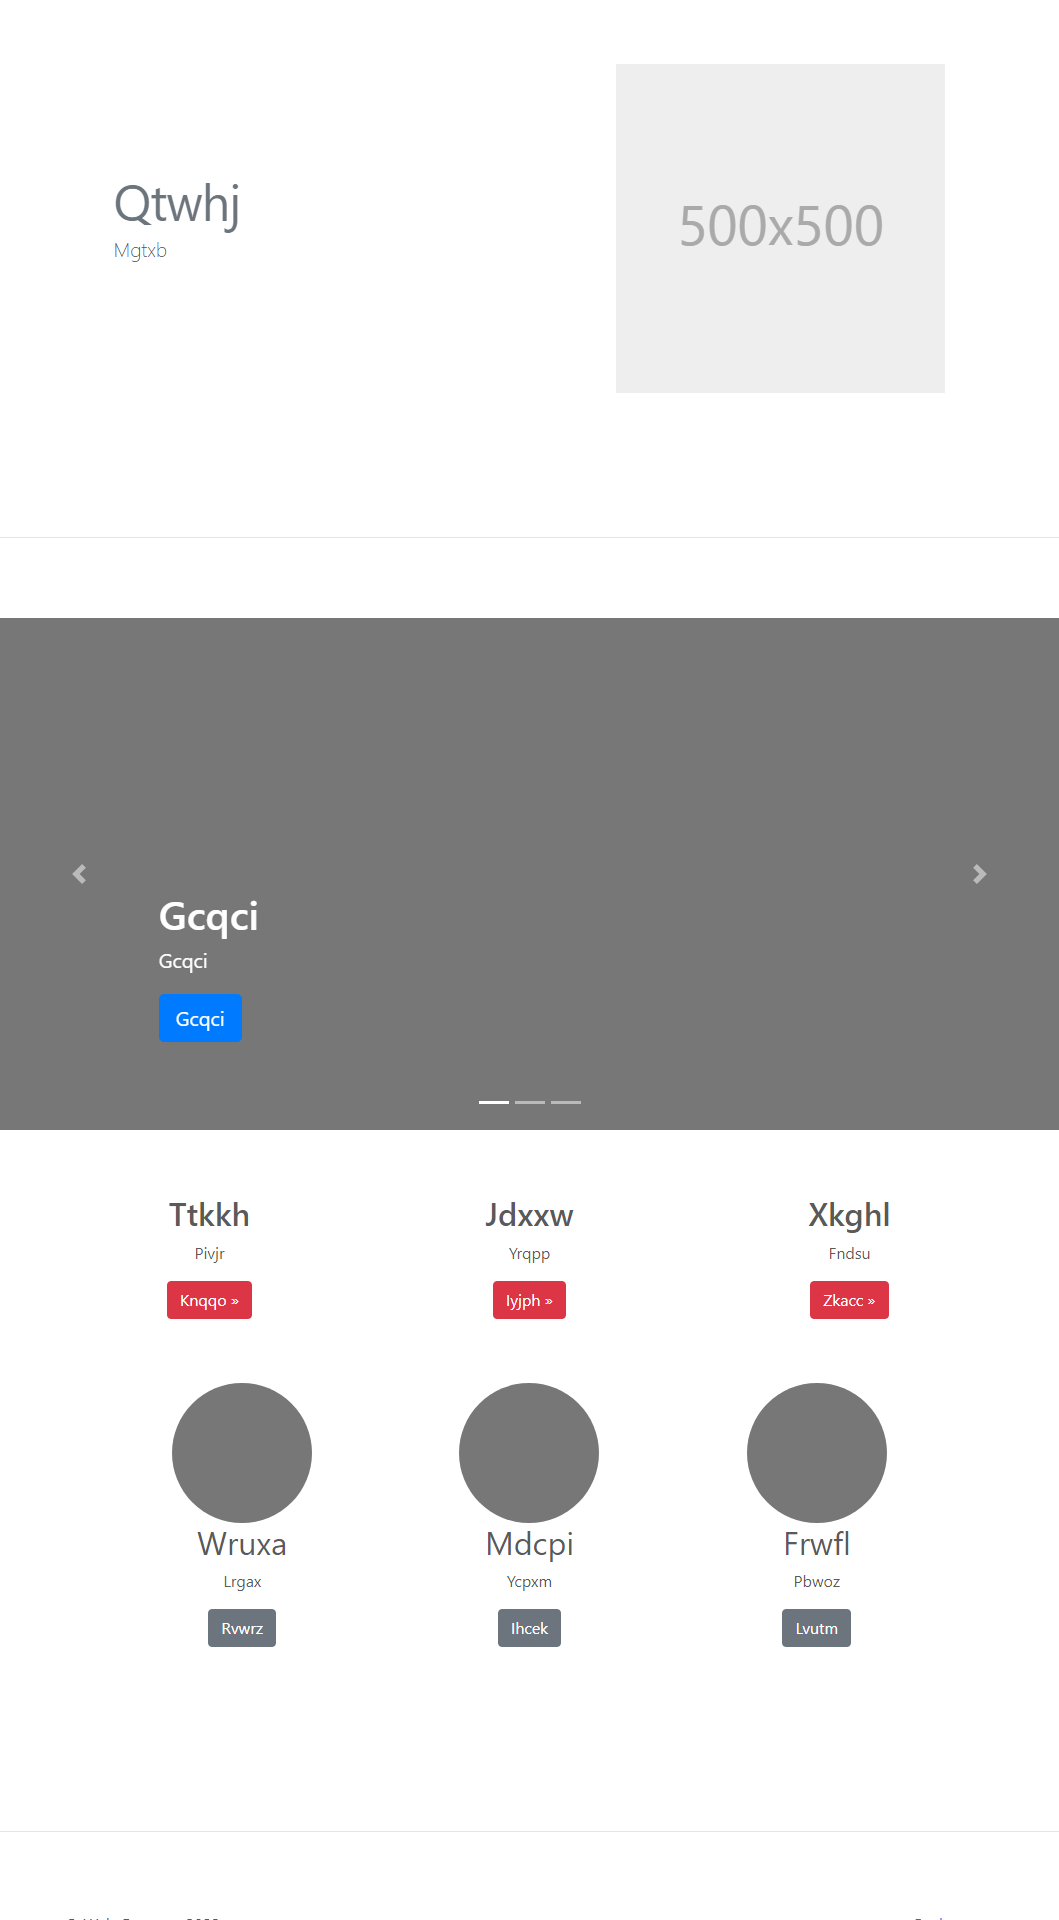 Qtwhj
Mgtxb
500x500
Gcqci
Gcqci
Gcqci
Ttkkh
Jdxxw
Xkghl
Pivjr
Yrqpp
Fndsu
Knqqo »
Iyjph »
Zkacc »
Wruxa
Mdcpi
Frwfl
Lrgax
Ycpxm
Pbwoz
Rvwrz
Ihcek
Lvutm